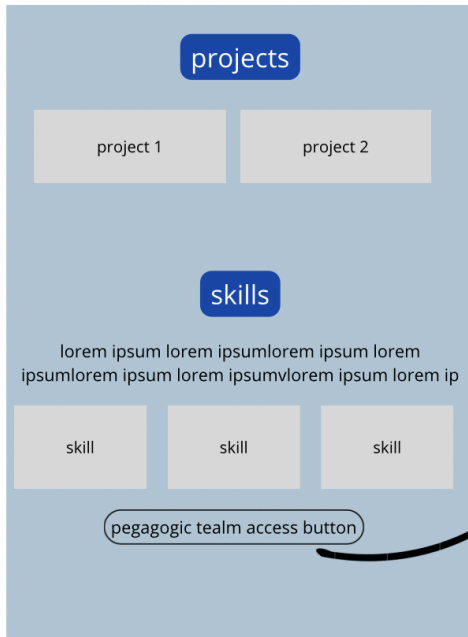 projects
project 1
project 2
skills
lorem ipsum lorem ipsumlorem ipsum lorem
ipsumlorem ipsum lorem ipsumvlorem ipsum lorem ip
skill
skill
skill
pegagogic tealm access button